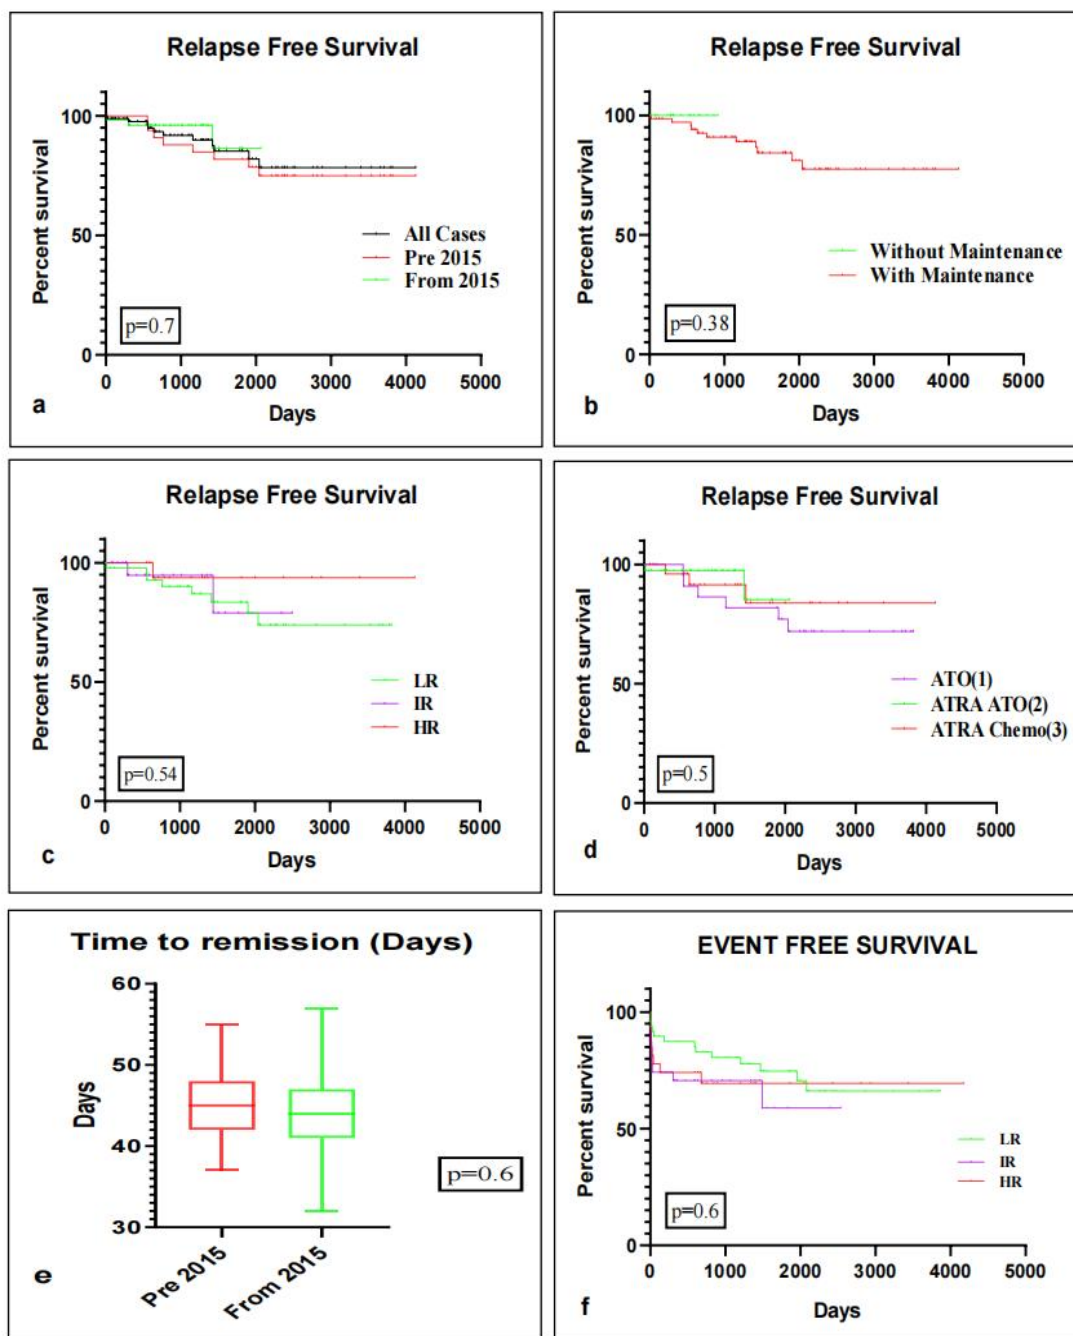 Relapse Free Survival
Percent survival
100
50
0
All Cases
Pre 2015
From 2015
p=0.7
0 1000 2000 3000 4000 5000
Days
a
Relapse Free Survival
Percent survival
100
50
0
Without Maintenance
With Maintenance
p=0.38
0 1000 2000 3000 4000 5000
Days
b
Relapse Free Survival
Percent survival
100
50
0
LR
IR
HR
p=0.54
0 1000 2000 3000 4000 5000
Days
c
Relapse Free Survival
Percent survival
100
50
0
ATO(1)
ATRA ATO(2)
ATRA Chemo(3)
p=0.5
0 1000 2000 3000 4000 5000
Days
d
Time to remission (Days)
Days
60
50
40
30
p=0.6
Pre 2015
From 2015
e
EVENT FREE SURVIVAL
Percent survival
100
50
0
LR
IR
HR
p=0.6
0 1000 2000 3000 4000 5000
Days
f